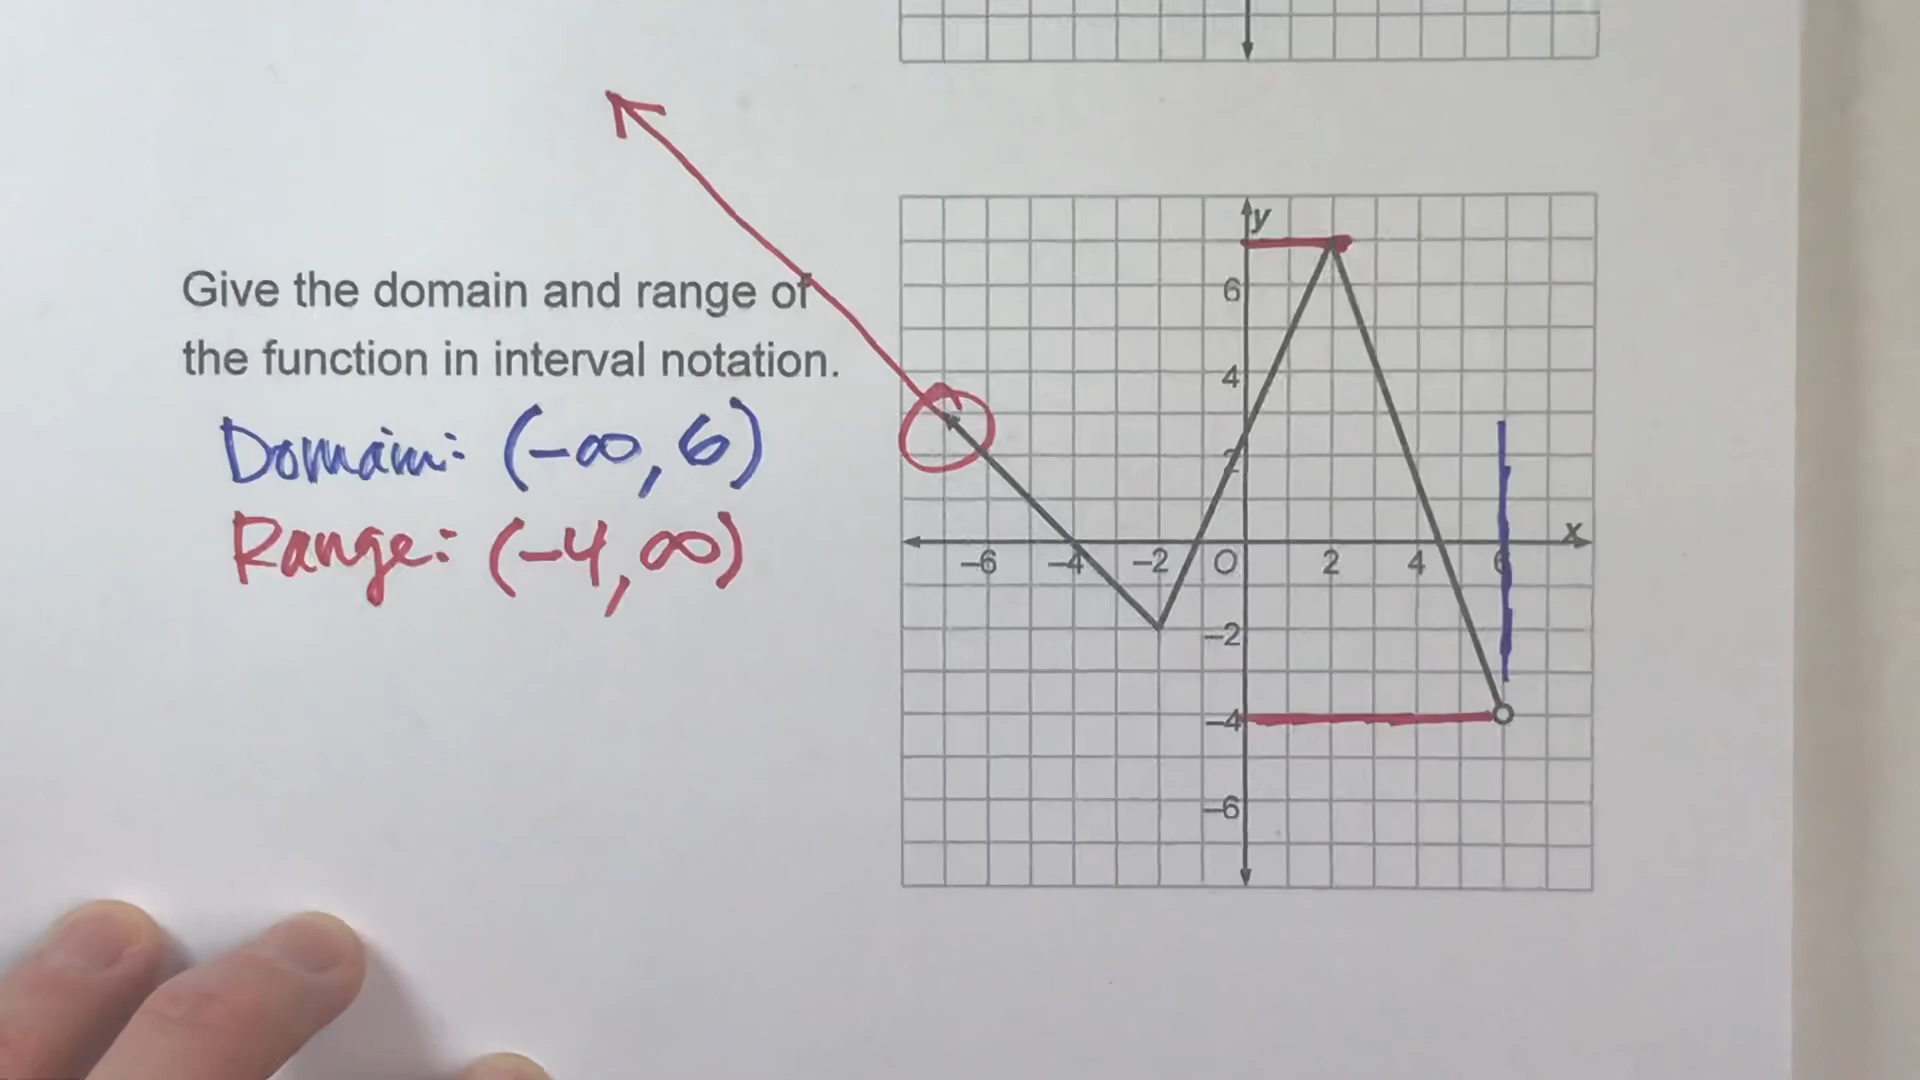 Give the domain and range of
the function in interval notation.
Domain: (-∞, 6)
Range: (-4, ∞)
y
6
4
2
x
–6 –4 –2 O 2 4 6
–2
–4
–6